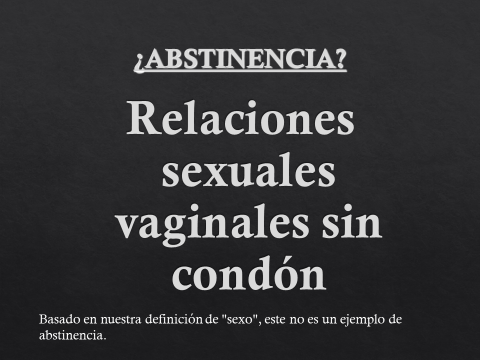 ¿ABSTINENCIA?
Relaciones
sexuales
vaginales sin
condón
Basado en nuestra definición de "sexo", este no es un ejemplo de
abstinencia.